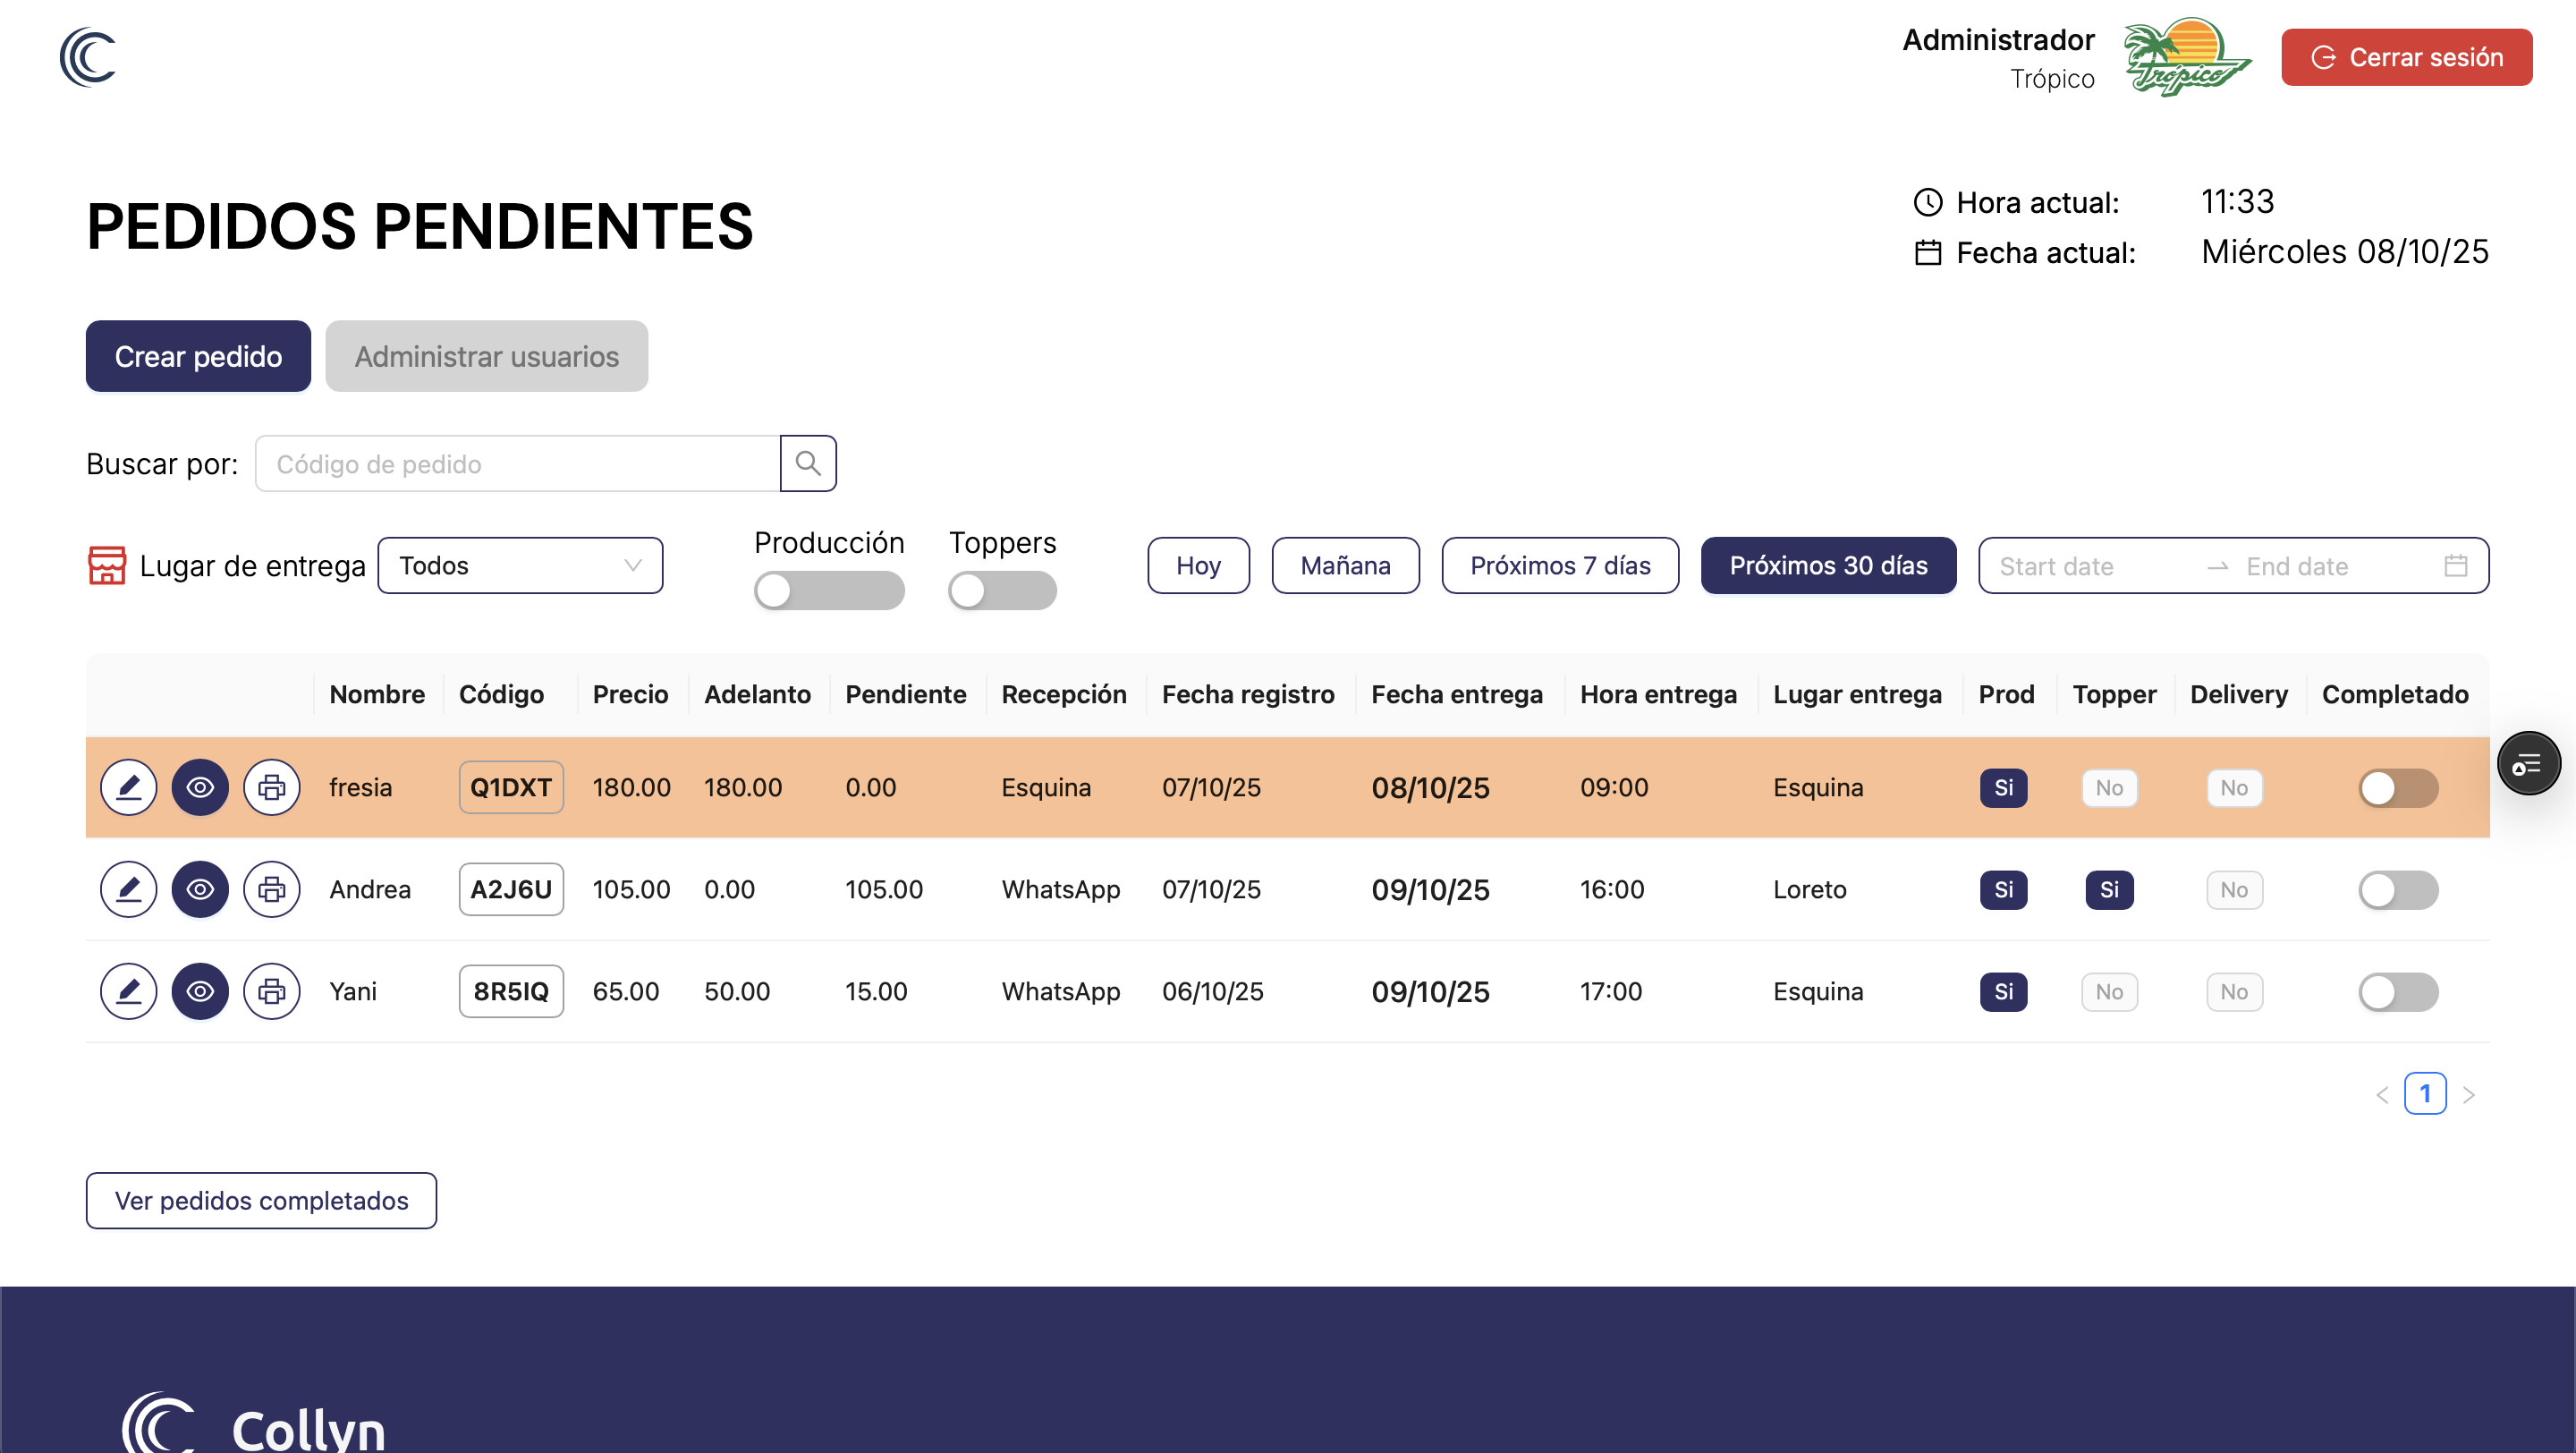 Administrador
Trópico
Trópico
Cerrar sesión
PEDIDOS PENDIENTES
Hora actual: 11:33
Fecha actual: Miércoles 08/10/25
Crear pedido
Administrar usuarios
Buscar por: Código de pedido
Lugar de entrega Todos Producción Toppers Hoy Mañana Próximos 7 días Próximos 30 días Start date End date
Nombre Código Precio Adelanto Pendiente Recepción Fecha registro Fecha entrega Hora entrega Lugar entrega Prod Topper Delivery Completado
fresia Q1DXT 180.00 180.00 0.00 Esquina 07/10/25 08/10/25 09:00 Esquina Si No No
Andrea A2J6U 105.00 0.00 105.00 WhatsApp 07/10/25 09/10/25 16:00 Loreto Si Si No
Yani 8R5IQ 65.00 50.00 15.00 WhatsApp 06/10/25 09/10/25 17:00 Esquina Si No No
1
Ver pedidos completados
Collyn